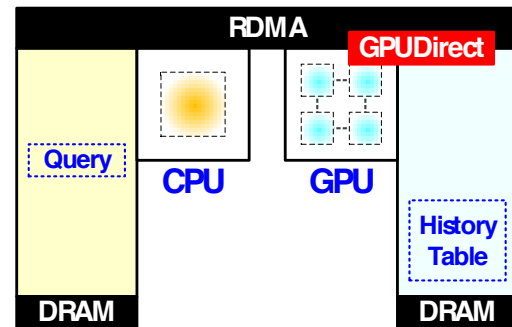 RDMA
GPUDirect
Query
CPU
GPU
History
Table
DRAM
DRAM